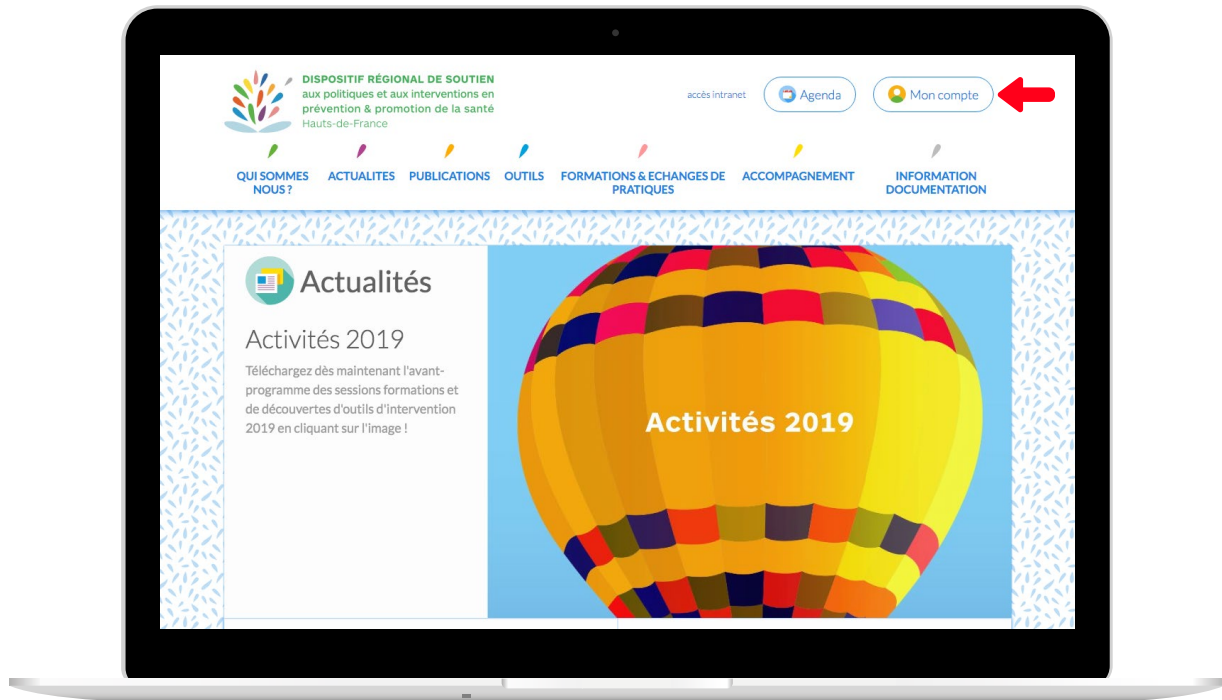 DISPOSITIF RÉGIONAL DE SOUTIEN
aux politiques et aux interventions en
prévention & promotion de la santé
Hauts-de-France
accès intranet
Agenda
Mon compte
QUI SOMMES
NOUS ?
ACTUALITES
PUBLICATIONS
OUTILS
FORMATIONS & ECHANGES DE
PRATIQUES
ACCOMPAGNEMENT
INFORMATION
DOCUMENTATION
Actualités
Activités 2019
Téléchargez dès maintenant l'avant-
programme des sessions formations et
de découvertes d'outils d'intervention
2019 en cliquant sur l'image !
Activités 2019